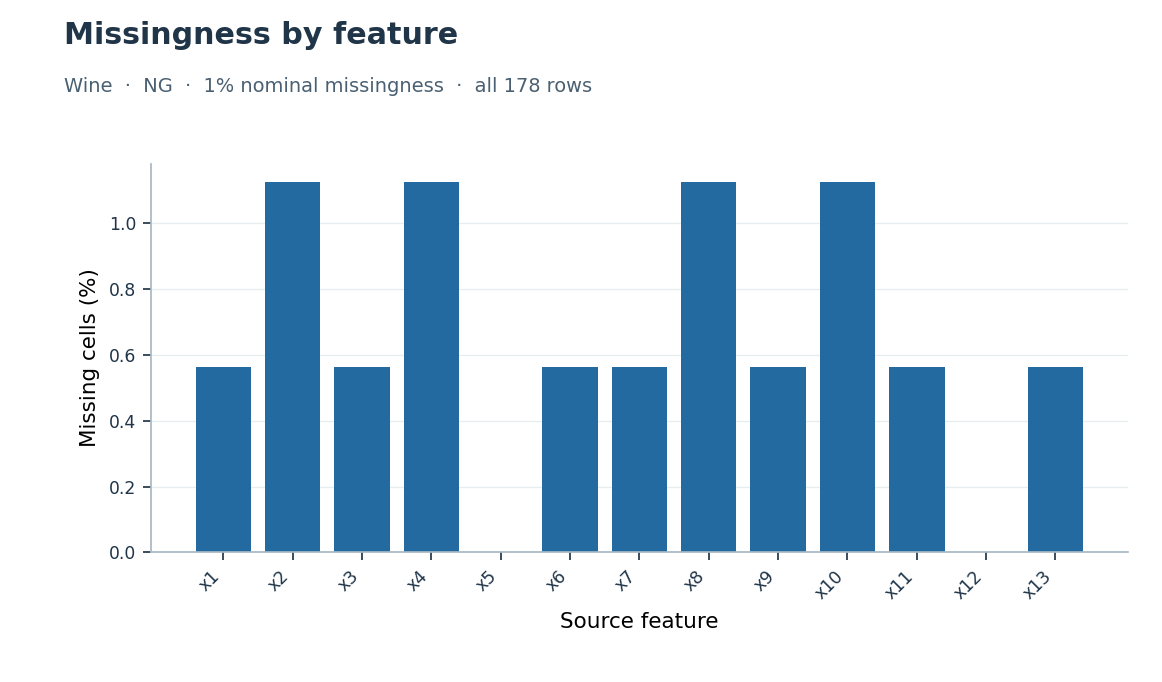 Missingness by feature
Wine · NG · 1% nominal missingness · all 178 rows
Missing cells (%)
1.0
0.8
0.6
0.4
0.2
0.0
x1 x2 x3 x4 x5 x6 x7 x8 x9 x10 x11 x12 x13
Source feature